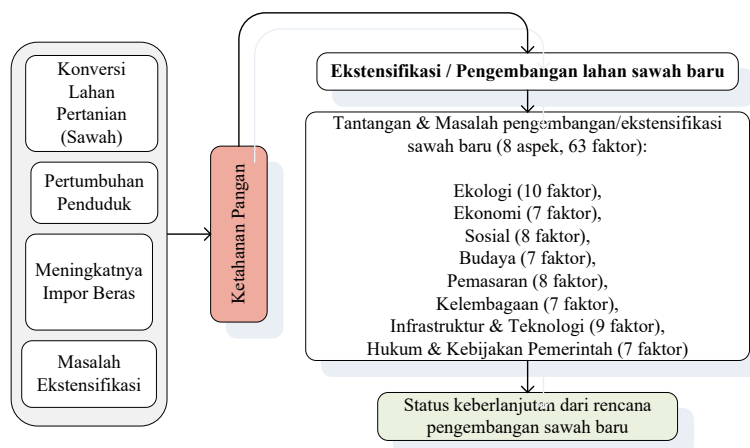 Konversi
Lahan
Pertanian
(Sawah)
Pertumbuhan
Penduduk
Meningkatnya
Impor Beras
Masalah
Ekstensifikasi
Ketahanan Pangan
Ekstensifikasi / Pengembangan lahan sawah baru
Tantangan & Masalah pengembangan/ekstensifikasi
sawah baru (8 aspek, 63 faktor):
Ekologi (10 faktor),
Ekonomi (7 faktor),
Sosial (8 faktor),
Budaya (7 faktor),
Pemasaran (8 faktor),
Kelembagaan (7 faktor),
Infrastruktur & Teknologi (9 faktor),
Hukum & Kebijakan Pemerintah (7 faktor)
Status keberlanjutan dari rencana
pengembangan sawah baru